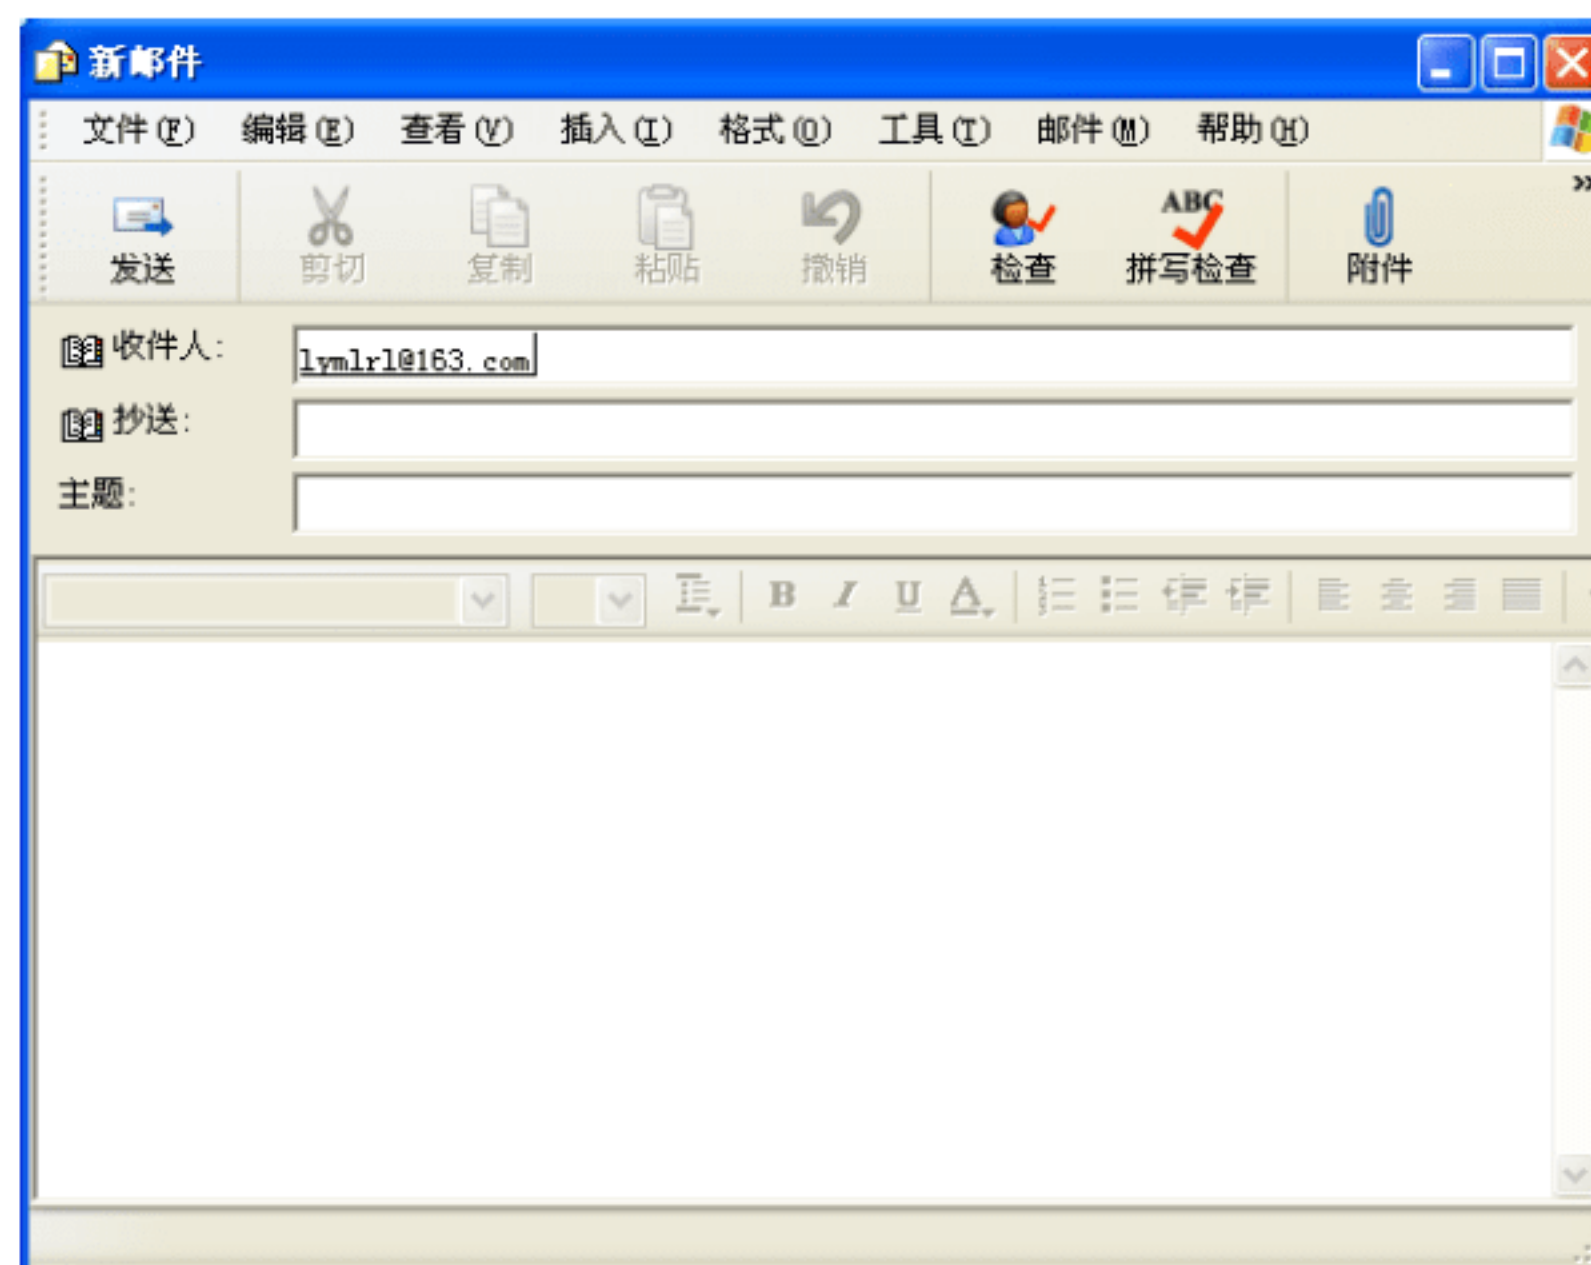 新邮件
文件(F) 编辑(E) 查看(V) 插入(I) 格式(O) 工具(T) 邮件(M) 帮助(H)
ABC
发送 剪切 复制 粘贴 撤销 检查 拼写检查 附件
收件人: lymlrl@163.com
抄送:
主题:
B I U A